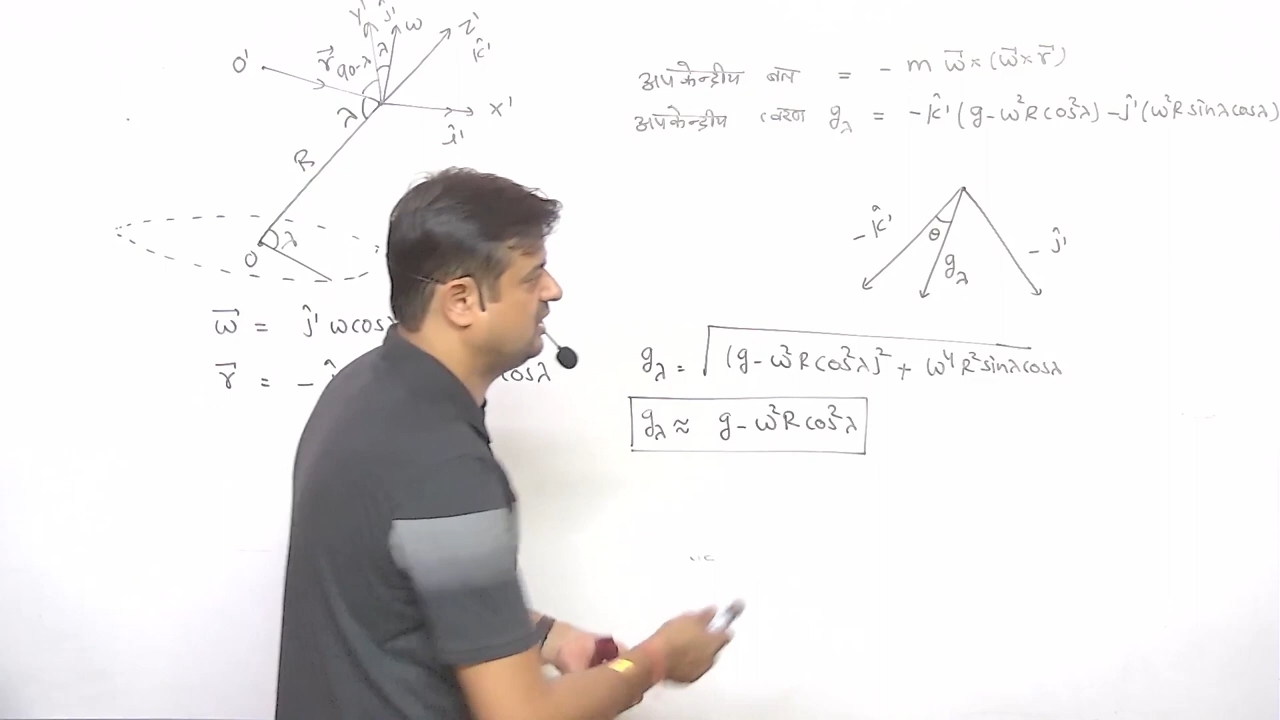 Y' ĵ' ω Z'
k̂'
O' r⃗ 90-λ λ
λ X'
î'
R
λ
O
ω⃗ = ĵ' ω cosλ
r⃗ = - cosλ
अपकेन्द्रीय बल = - m ω⃗×(ω⃗×r⃗)
अपकेन्द्रीय त्वरण g_λ = -k̂'(g-ω²R cos²λ) -ĵ'(ω²R sinλ cosλ)
-k̂' θ g_λ -ĵ'
g_λ = √(g-ω²R cos²λ)² + ω⁴R² sinλ cosλ
g_λ ≈ g-ω²R cos²λ